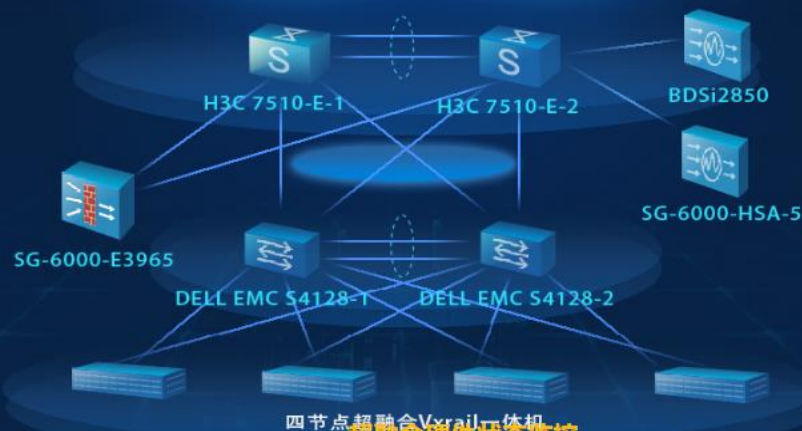 S
S
H3C 7510-E-1
H3C 7510-E-2
BDSi2850
SG-6000-HSA-5
SG-6000-E3965
DELL EMC S4128-1
DELL EMC S4128-2
四节点超融合Vxrail一体机